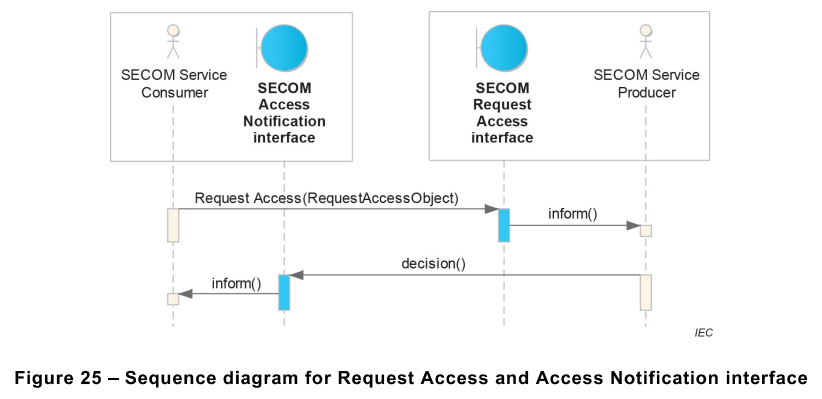 SECOM Service
Consumer
SECOM
Access
Notification
interface
SECOM
Request
Access
interface
SECOM Service
Producer
Request Access(RequestAccessObject)
inform()
decision()
inform()
IEC
Figure 25 – Sequence diagram for Request Access and Access Notification interface